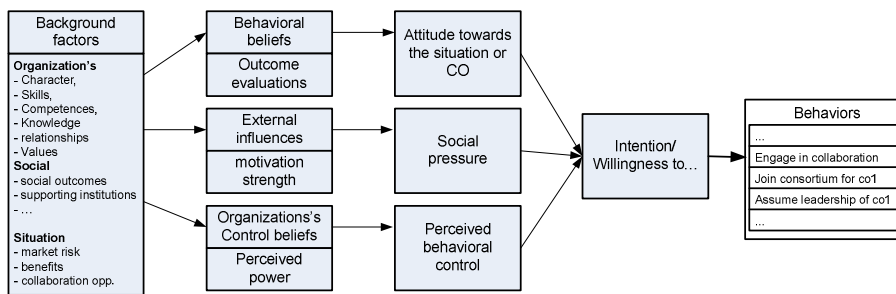 Background
factors
Organization's
- Character,
- Skills,
- Competences,
- Knowledge
- relationships
- Values
Social
- social outcomes
- supporting institutions
- ...
Situation
- market risk
- benefits
- collaboration opp.
Behavioral
beliefs
Outcome
evaluations
External
influences
motivation
strength
Organizations's
Control beliefs
Perceived
power
Attitude towards
the situation or
CO
Social
pressure
Perceived
behavioral
control
Intention/
Willingness to...
Behaviors
...
Engage in collaboration
Join consortium for co1
Assume leadership of co1
...